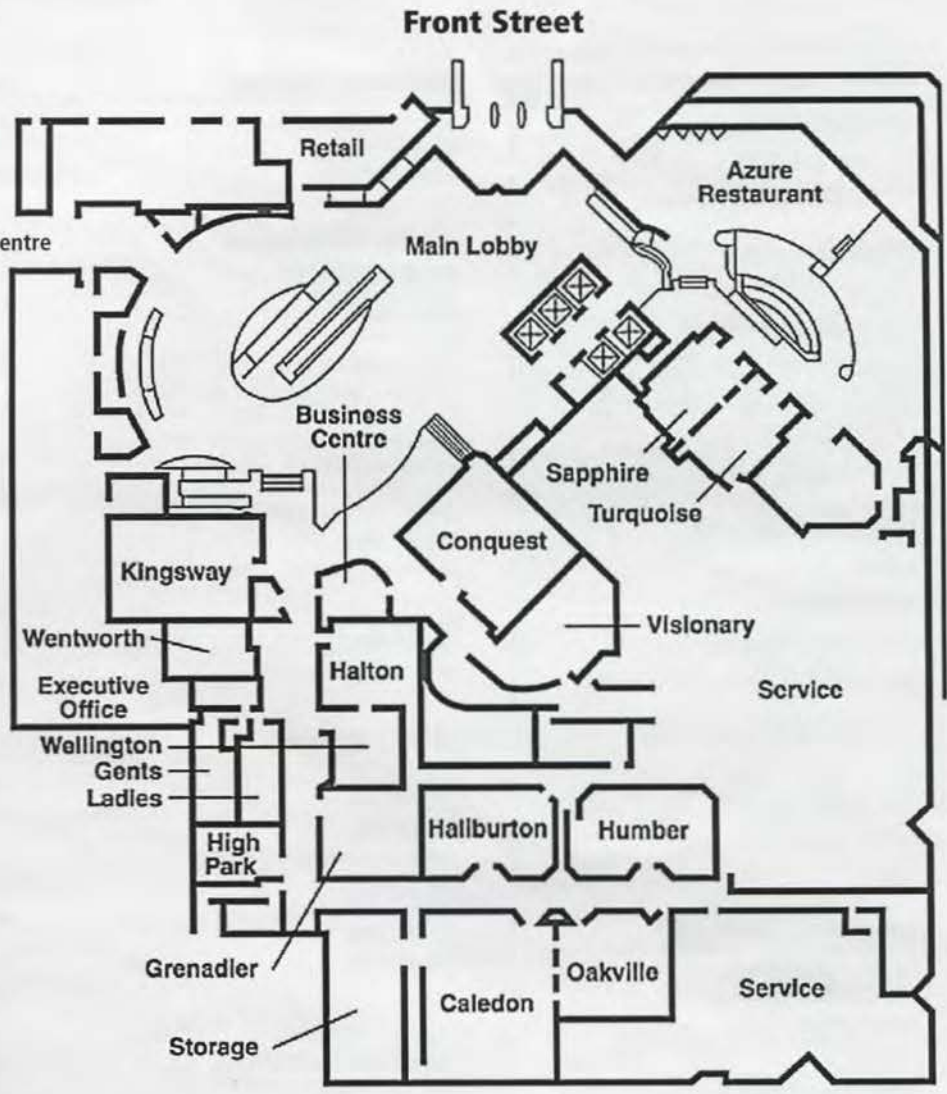 Front Street
Retail
Azure
Restaurant
entre
Main Lobby
Business
Centre
Sapphire
Turquoise
Conquest
Kingsway
Visionary
Wentworth
Halton
Executive
Office
Service
Wellington
Gents
Ladies
Haliburton
Humber
High
Park
Grenadier
Oakville
Service
Caledon
Storage